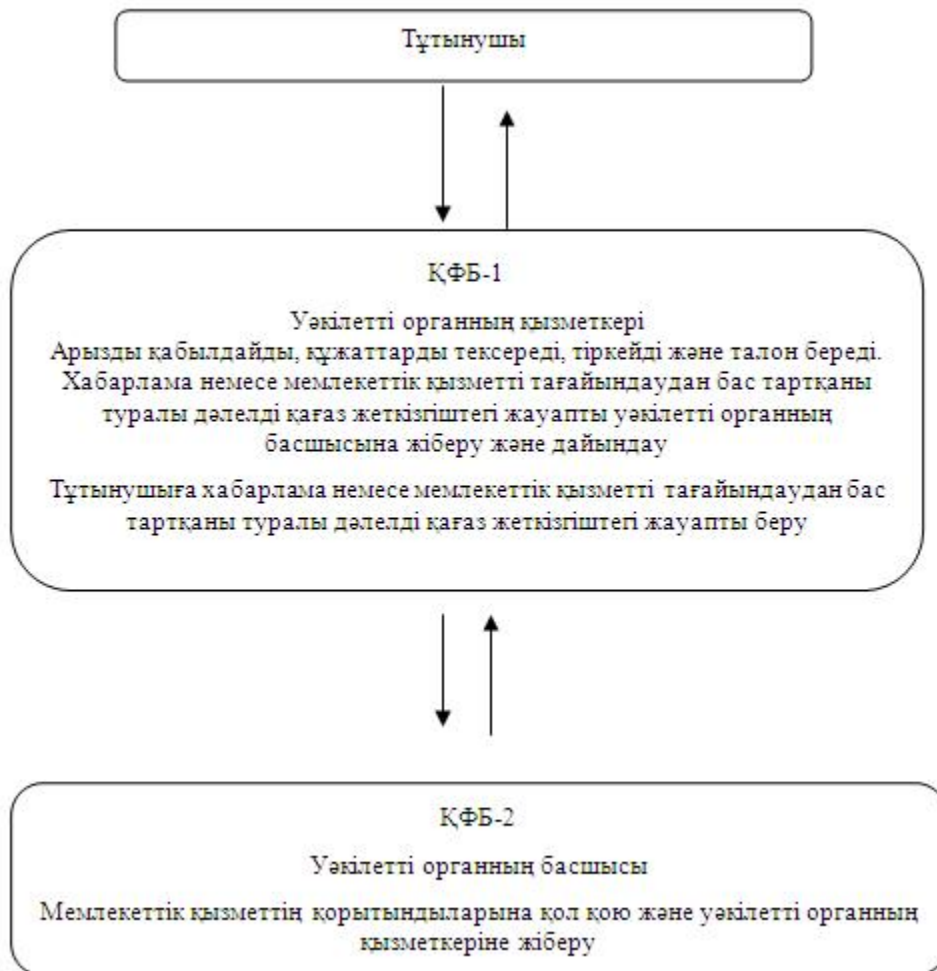 Тұтынушы
ҚФБ-1
Уәкілетті органның қызметкері
Арызды қабылдайды, құжаттарды тексереді, тіркейді және талон береді.
Хабарлама немесе мемлекеттік қызметті тағайындаудан бас тартқаны
туралы дәлелді қағаз жеткізгіштегі жауапты уәкілетті органның
басшысына жіберу және дайындау
Тұтынушыға хабарлама немесе мемлекеттік қызметті тағайындаудан бас
тартқаны туралы дәлелді қағаз жеткізгіштегі жауапты беру
ҚФБ-2
Уәкілетті органның басшысы
Мемлекеттік қызметтің қорытындыларына қол қою және уәкілетті органның
қызметкеріне жіберу